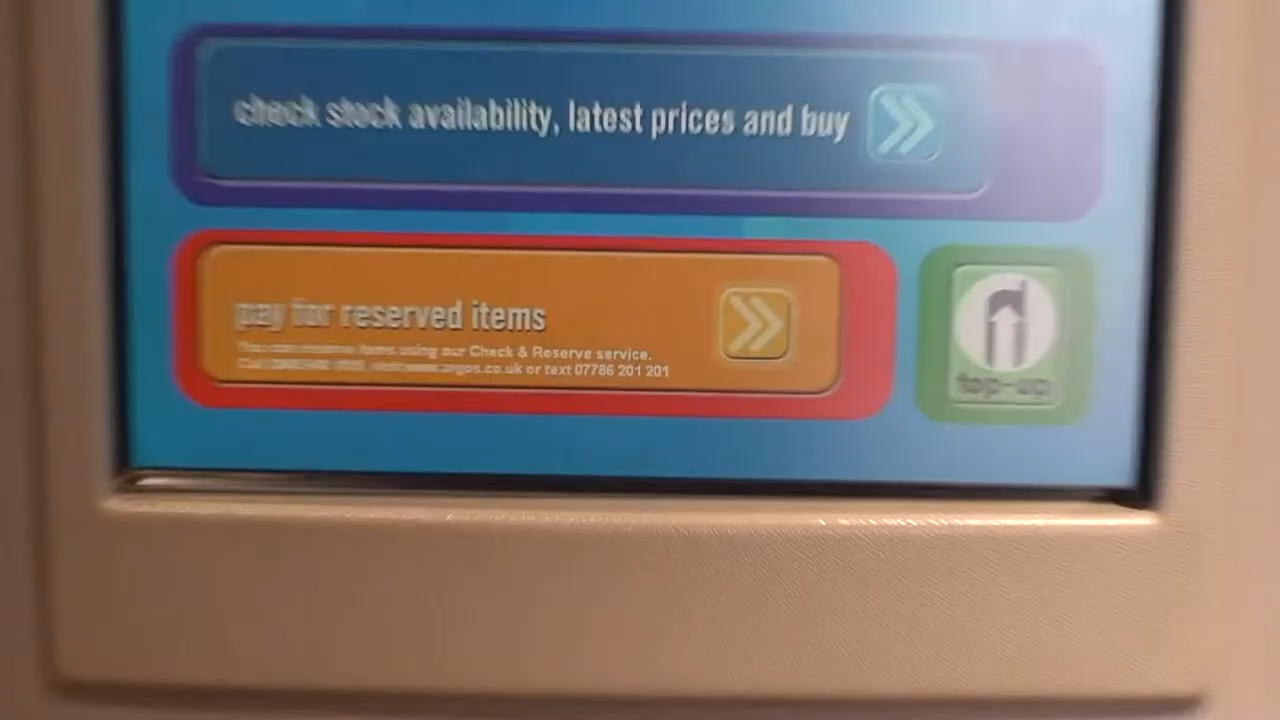 check stock availability, latest prices and buy
pay for reserved items
You can reserve items using our Check & Reserve service.
Call visit www.argos.co.uk or text 07786 201 201
top-up